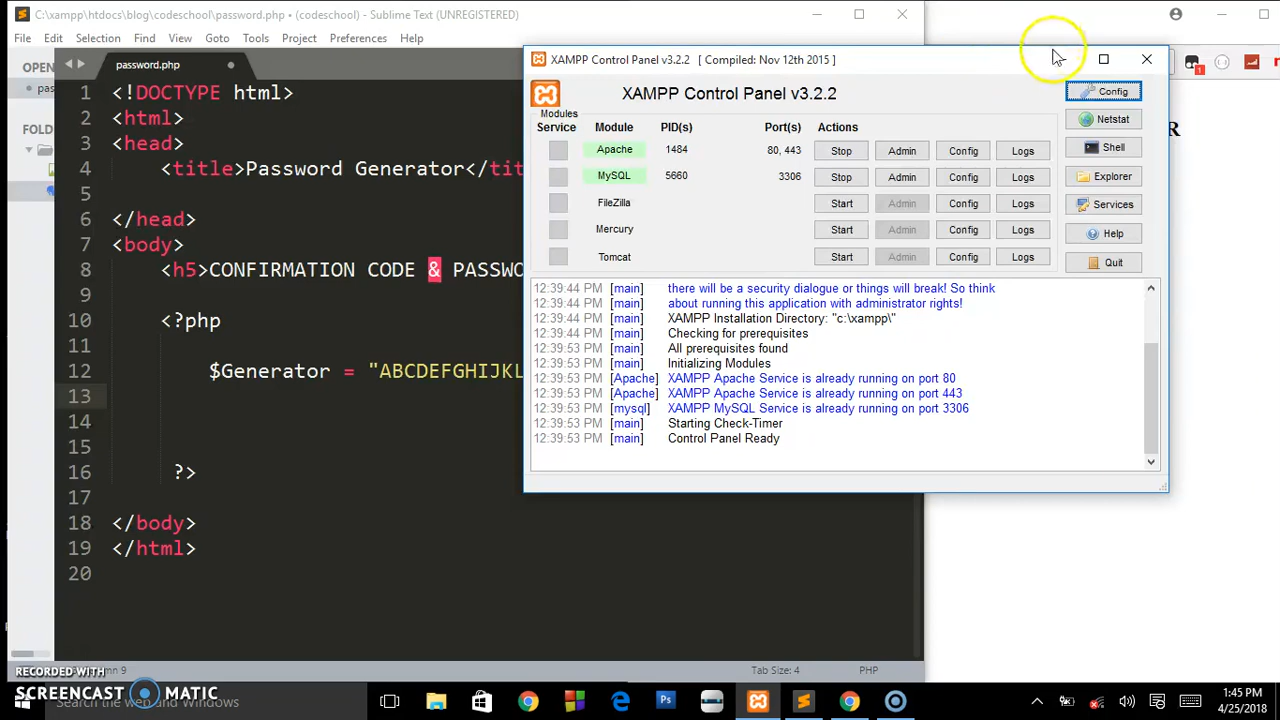 C:\xampp\htdocs\blog\codeschool\password.php • (codeschool) - Sublime Text (UNREGISTERED)
File Edit Selection Find View Goto Tools Project Preferences Help
OPEN
password.php
FOLD
1 <!DOCTYPE html>
2 <html>
3 <head>
4 <title>Password Generator</tit
5
6 </head>
7 <body>
8 <h5>CONFIRMATION CODE & PASSWO
9
10 <?php
11
12 $Generator = "ABCDEFGHIJKL
13
14
15
16 ?>
17
18 </body>
19 </html>
20
XAMPP Control Panel v3.2.2 [ Compiled: Nov 12th 2015 ]
XAMPP Control Panel v3.2.2
Config
Modules
Service Module PID(s) Port(s) Actions
Netstat
Apache 1484 80, 443 Stop Admin Config Logs
Shell
MySQL 5660 3306 Stop Admin Config Logs
Explorer
FileZilla Start Admin Config Logs
Services
Mercury Start Admin Config Logs
Help
Tomcat Start Admin Config Logs
Quit
12:39:44 PM [main] there will be a security dialogue or things will break! So think
12:39:44 PM [main] about running this application with administrator rights!
12:39:44 PM [main] XAMPP Installation Directory: "c:\xampp\"
12:39:44 PM [main] Checking for prerequisites
12:39:53 PM [main] All prerequisites found
12:39:53 PM [main] Initializing Modules
12:39:53 PM [Apache] XAMPP Apache Service is already running on port 80
12:39:53 PM [Apache] XAMPP Apache Service is already running on port 443
12:39:53 PM [mysql] XAMPP MySQL Service is already running on port 3306
12:39:53 PM [main] Starting Check-Timer
12:39:53 PM [main] Control Panel Ready
R
1
RECORDED WITH
SCREENCAST MATIC
Tab Size: 4 PHP
Search the web and Windows
1:45 PM
4/25/2018